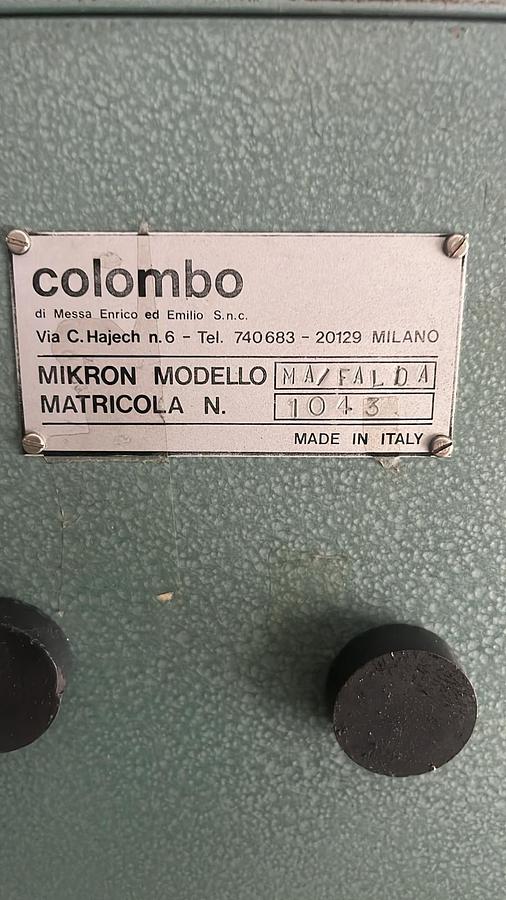 colombo
di Messa Enrico ed Emilio S.n.c.
Via C. Hajech n. 6 - Tel. 740683 - 20129 MILANO
MIKRON MODELLO MA/FALDA
MATRICOLA N. 1043
MADE IN ITALY